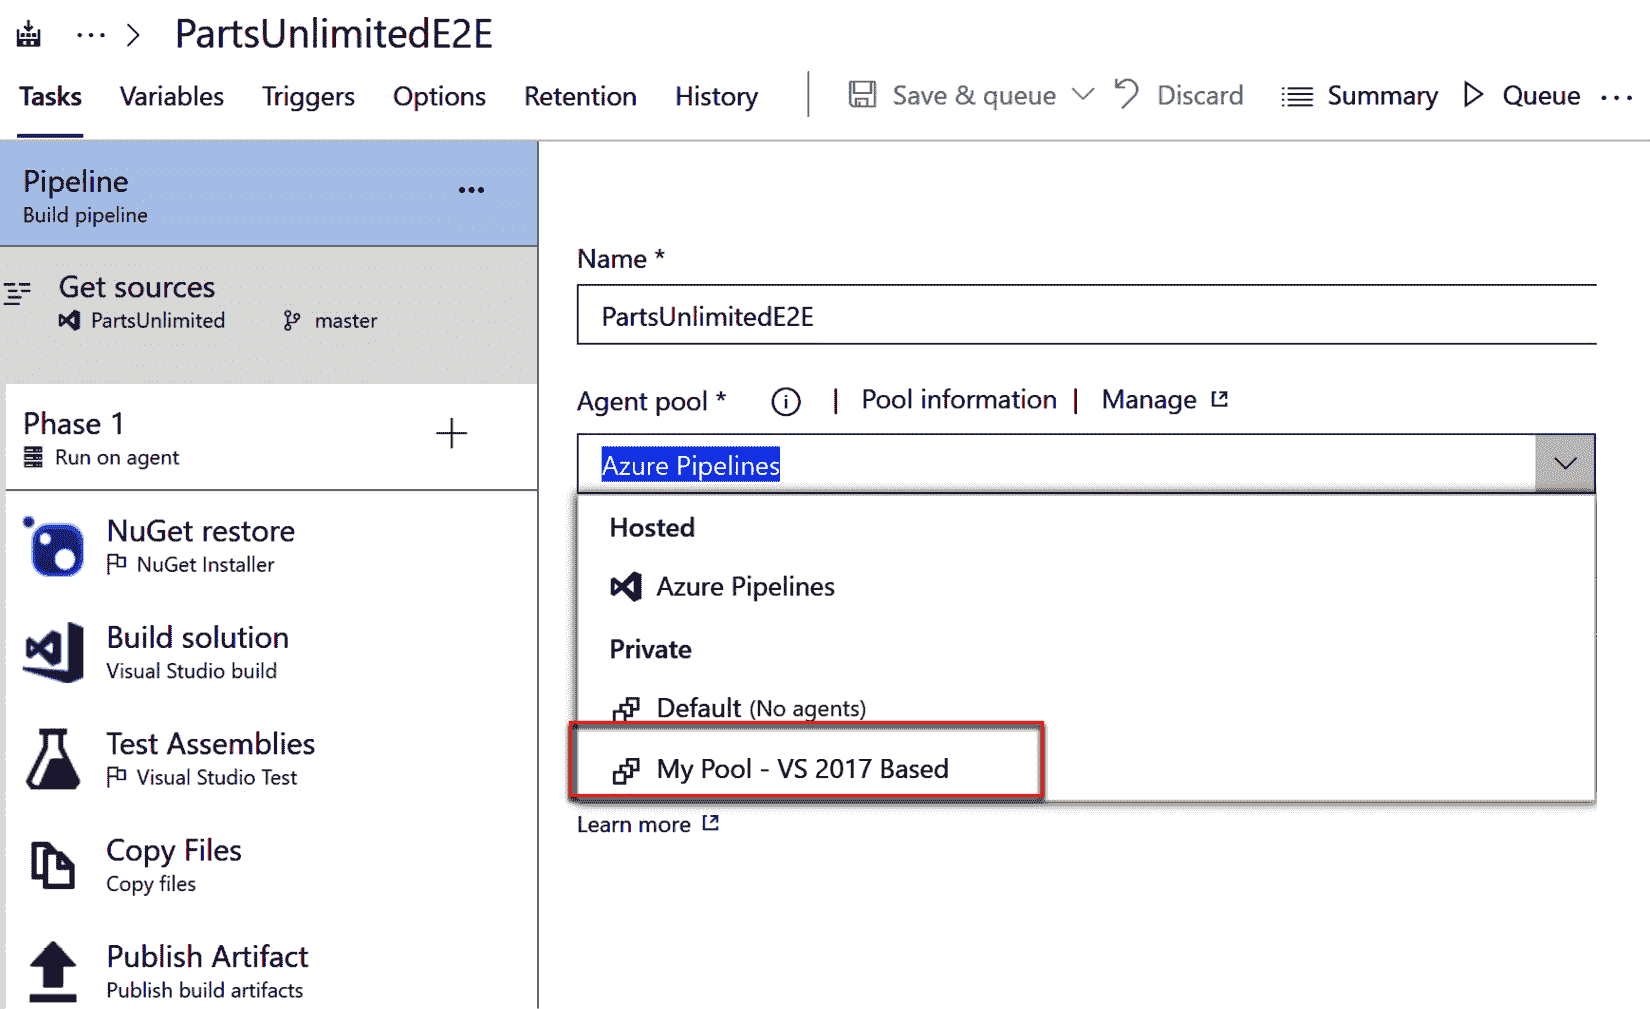 ··· > PartsUnlimitedE2E
Tasks Variables Triggers Options Retention History Save & queue Discard Summary Queue ···
Pipeline ···
Build pipeline
Get sources
PartsUnlimited master
Phase 1 +
Run on agent
NuGet restore
NuGet Installer
Build solution
Visual Studio build
Test Assemblies
Visual Studio Test
Copy Files
Copy files
Publish Artifact
Publish build artifacts
Name *
PartsUnlimitedE2E
Agent pool * | Pool information | Manage
Azure Pipelines
Hosted
Azure Pipelines
Private
Default (No agents)
My Pool - VS 2017 Based
Learn more